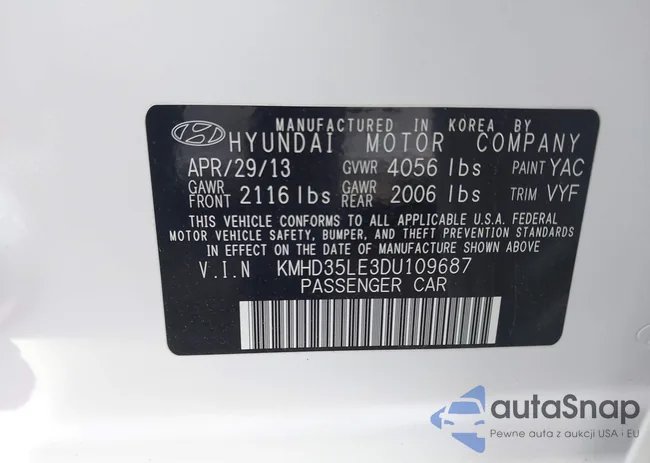 MANUFACTURED IN KOREA BY
HYUNDAI MOTOR COMPANY
APR/29/13 GVWR 4056 lbs PAINT YAC
GAWR FRONT 2116 lbs GAWR REAR 2006 lbs TRIM VYF
THIS VEHICLE CONFORMS TO ALL APPLICABLE U.S.A. FEDERAL
MOTOR VEHICLE SAFETY, BUMPER, AND THEFT PREVENTION STANDARDS
IN EFFECT ON THE DATE OF MANUFACTURE SHOWN ABOVE
V.I.N KMHD35LE3DU109687
PASSENGER CAR
autaSnap
Pewne auta z aukcji USA i EU